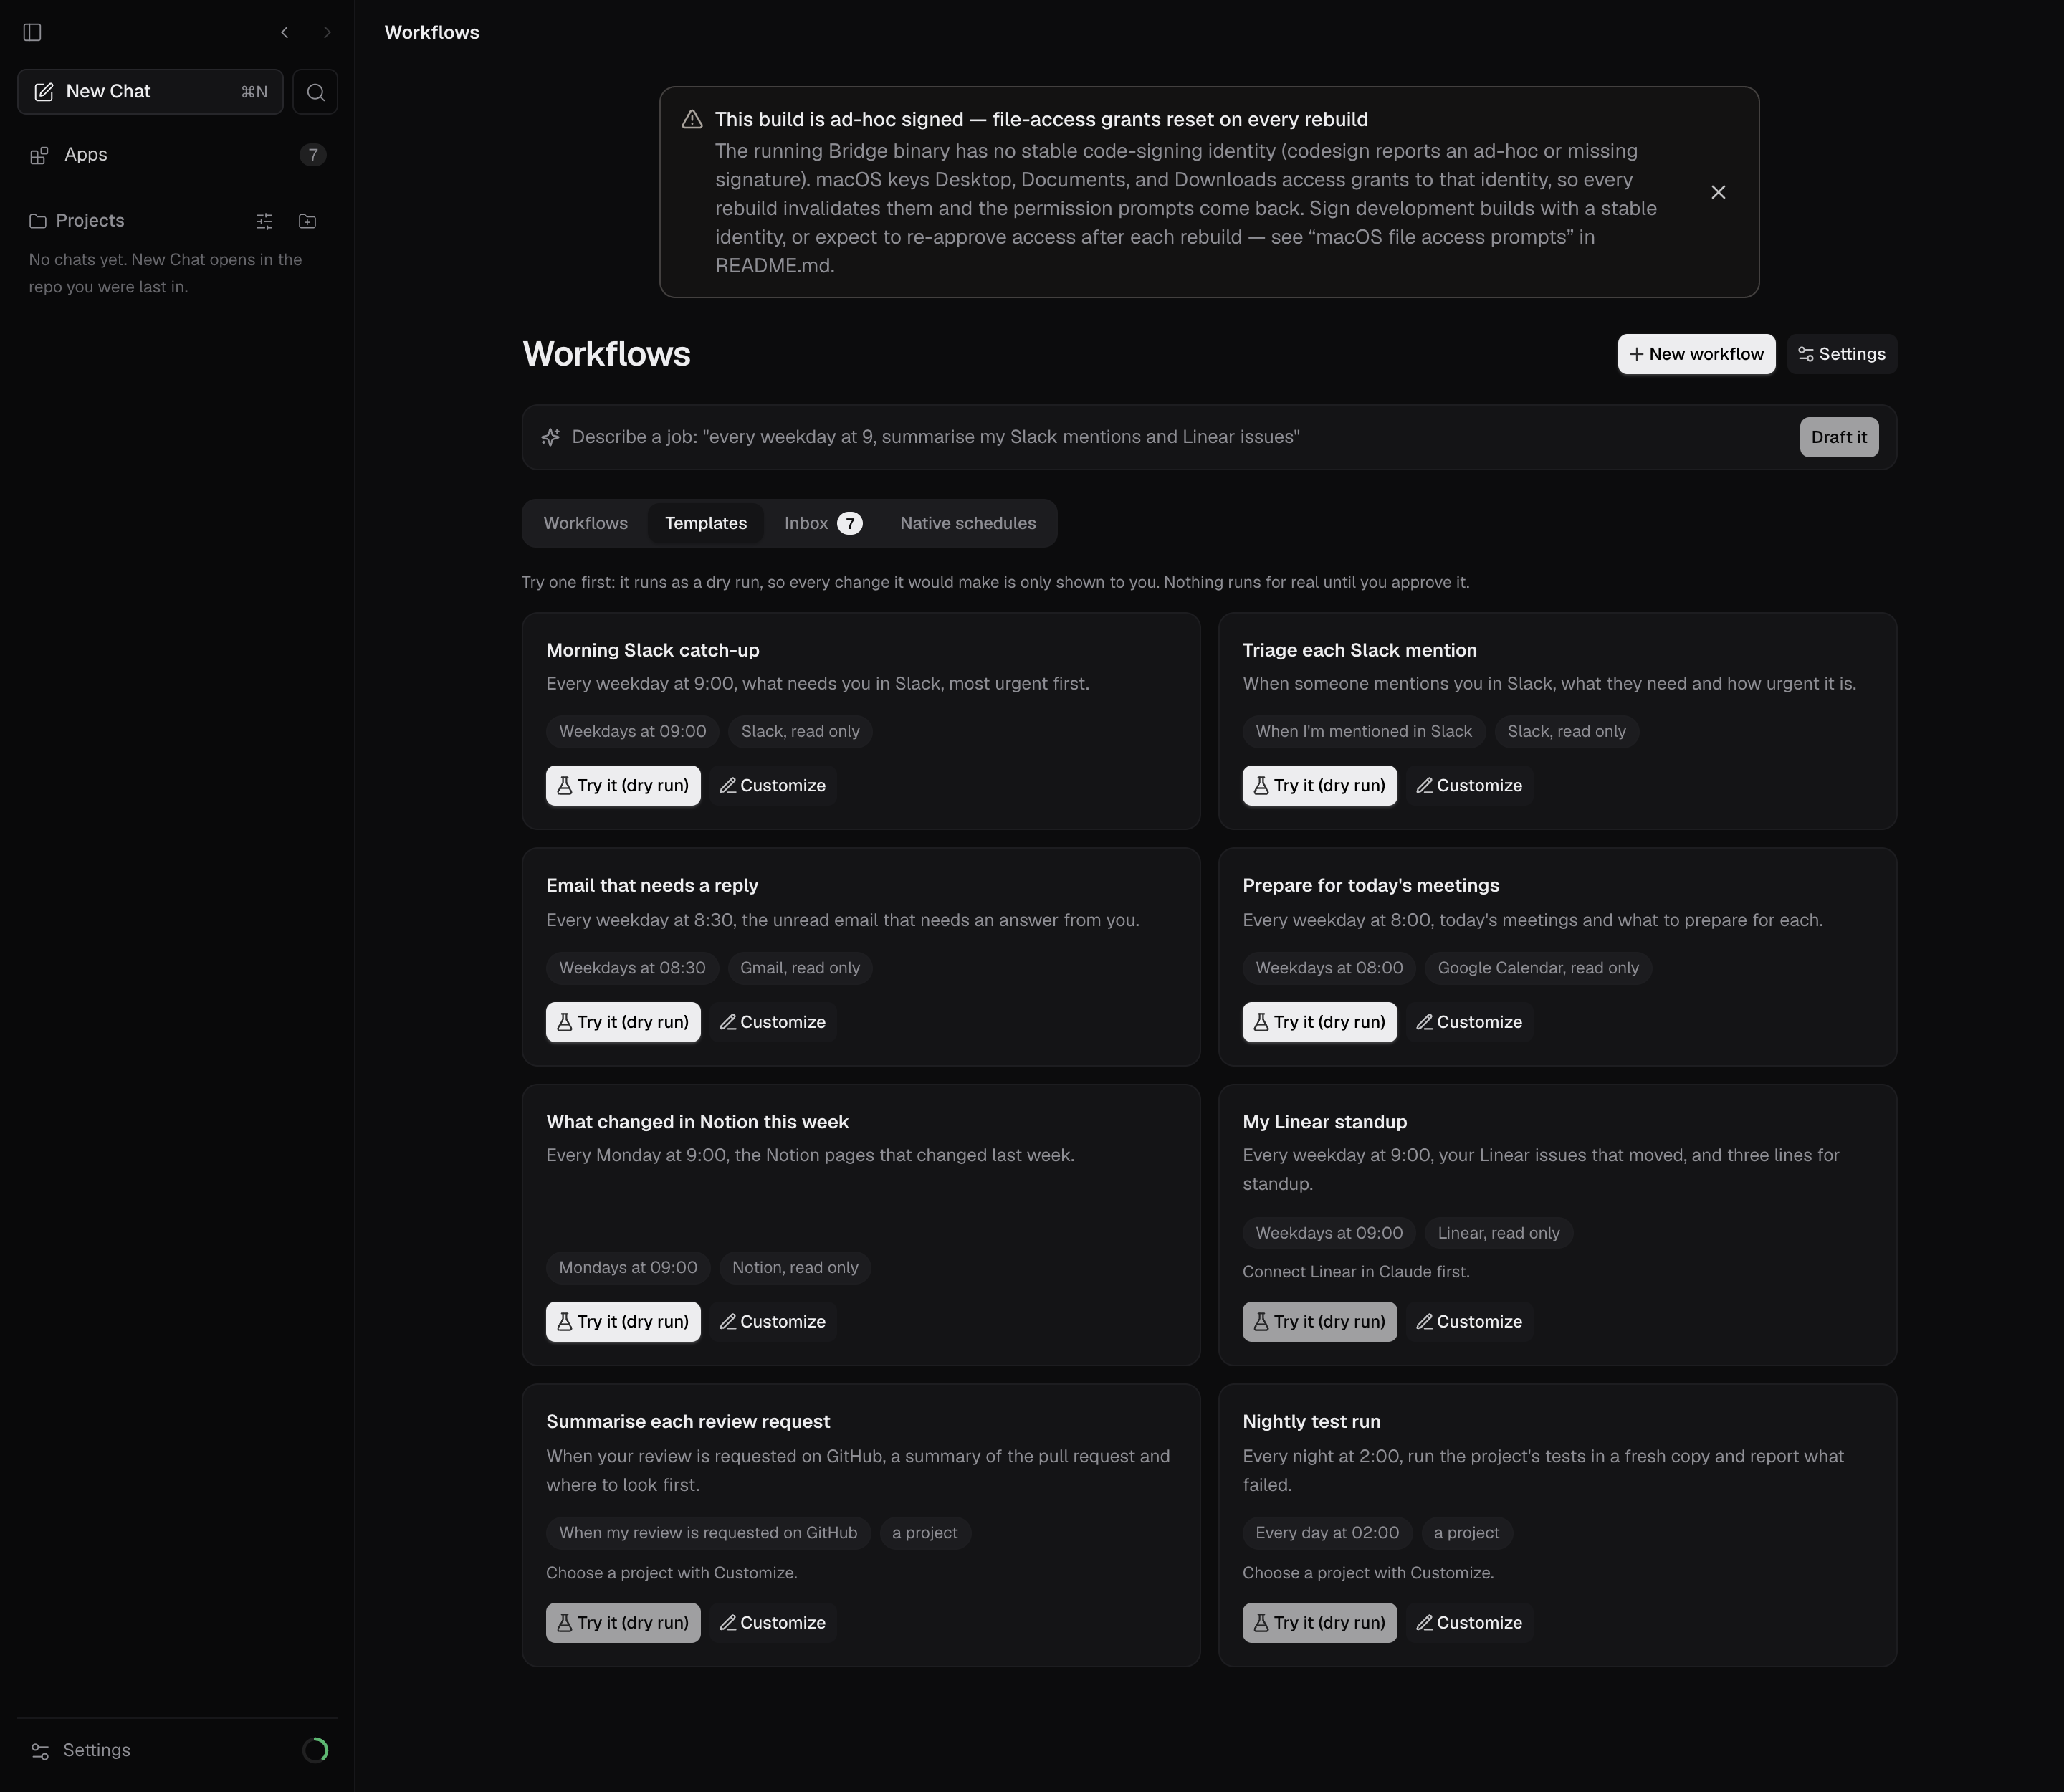 Workflows
New Chat ⌘N
Apps 7
Projects
No chats yet. New Chat opens in the
repo you were last in.
This build is ad-hoc signed — file-access grants reset on every rebuild
The running Bridge binary has no stable code-signing identity (codesign reports an ad-hoc or missing
signature). macOS keys Desktop, Documents, and Downloads access grants to that identity, so every
rebuild invalidates them and the permission prompts come back. Sign development builds with a stable
identity, or expect to re-approve access after each rebuild — see “macOS file access prompts” in
README.md.
Workflows
New workflow
Settings
Describe a job: "every weekday at 9, summarise my Slack mentions and Linear issues"
Draft it
Workflows Templates Inbox 7 Native schedules
Try one first: it runs as a dry run, so every change it would make is only shown to you. Nothing runs for real until you approve it.
Morning Slack catch-up
Every weekday at 9:00, what needs you in Slack, most urgent first.
Weekdays at 09:00 Slack, read only
Try it (dry run) Customize
Triage each Slack mention
When someone mentions you in Slack, what they need and how urgent it is.
When I'm mentioned in Slack Slack, read only
Try it (dry run) Customize
Email that needs a reply
Every weekday at 8:30, the unread email that needs an answer from you.
Weekdays at 08:30 Gmail, read only
Try it (dry run) Customize
Prepare for today's meetings
Every weekday at 8:00, today's meetings and what to prepare for each.
Weekdays at 08:00 Google Calendar, read only
Try it (dry run) Customize
What changed in Notion this week
Every Monday at 9:00, the Notion pages that changed last week.
Mondays at 09:00 Notion, read only
Try it (dry run) Customize
My Linear standup
Every weekday at 9:00, your Linear issues that moved, and three lines for
standup.
Weekdays at 09:00 Linear, read only
Connect Linear in Claude first.
Try it (dry run) Customize
Summarise each review request
When your review is requested on GitHub, a summary of the pull request and
where to look first.
When my review is requested on GitHub a project
Choose a project with Customize.
Try it (dry run) Customize
Nightly test run
Every night at 2:00, run the project's tests in a fresh copy and report what
failed.
Every day at 02:00 a project
Choose a project with Customize.
Try it (dry run) Customize
Settings